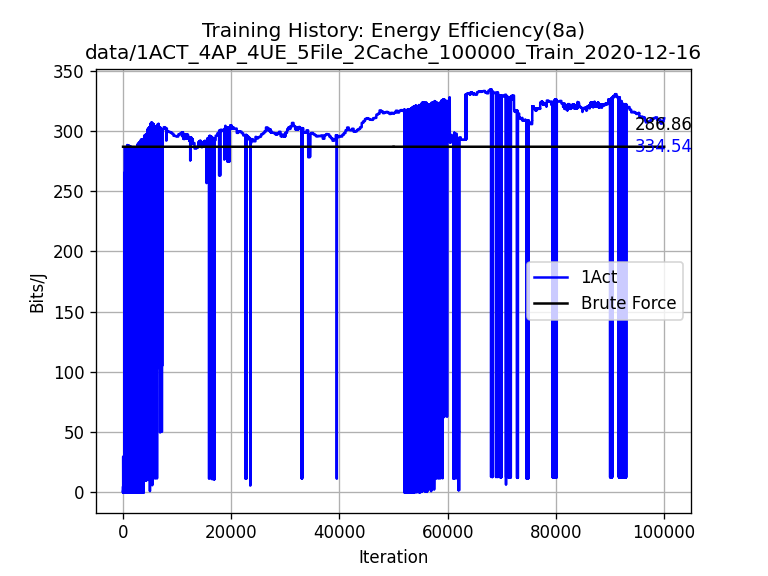 Training History: Energy Efficiency(8a)
data/1ACT_4AP_4UE_5File_2Cache_100000_Train_2020-12-16
350
300
250
200
150
100
50
0
Bits/J
286.86
334.54
1Act
Brute Force
0 20000 40000 60000 80000 100000
Iteration